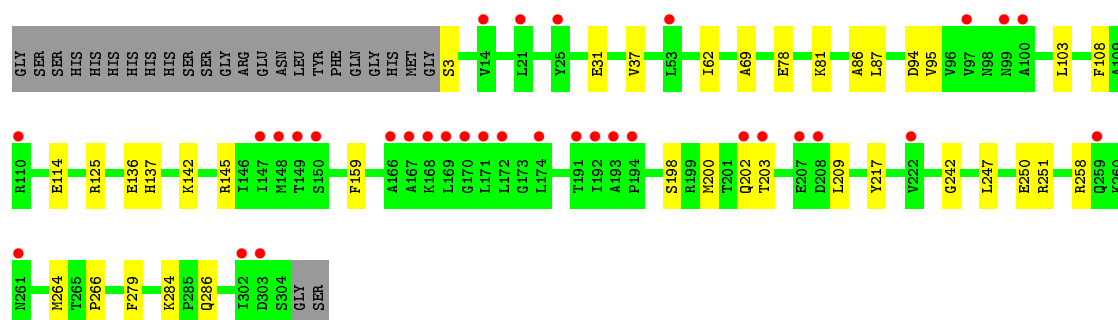 GLY SER SER HIS HIS HIS HIS HIS HIS SER SER GLY ARG GLU ASN LEU TYR PHE GLN GLY HIS MET GLY S3 V14 L21 Y25 E31 V37 L53 I62 A69 E78 K81 A86 L87 D94 V95 V96 V97 N98 N99 A100 L103 F108 A109
R110 E114 R125 E136 H137 K142 R145 I146 I147 M148 T149 S150 F159 A166 A167 K168 L169 G170 L171 L172 G173 L174 T191 I192 A193 P194 S198 R199 M200 T201 Q202 T203 E207 D208 L209 Y217 V222 G242 L247 E250 R251 R258 Q259 K260
N261 M264 T265 P266 F279 K284 P285 Q286 I302 D303 S304 GLY SER